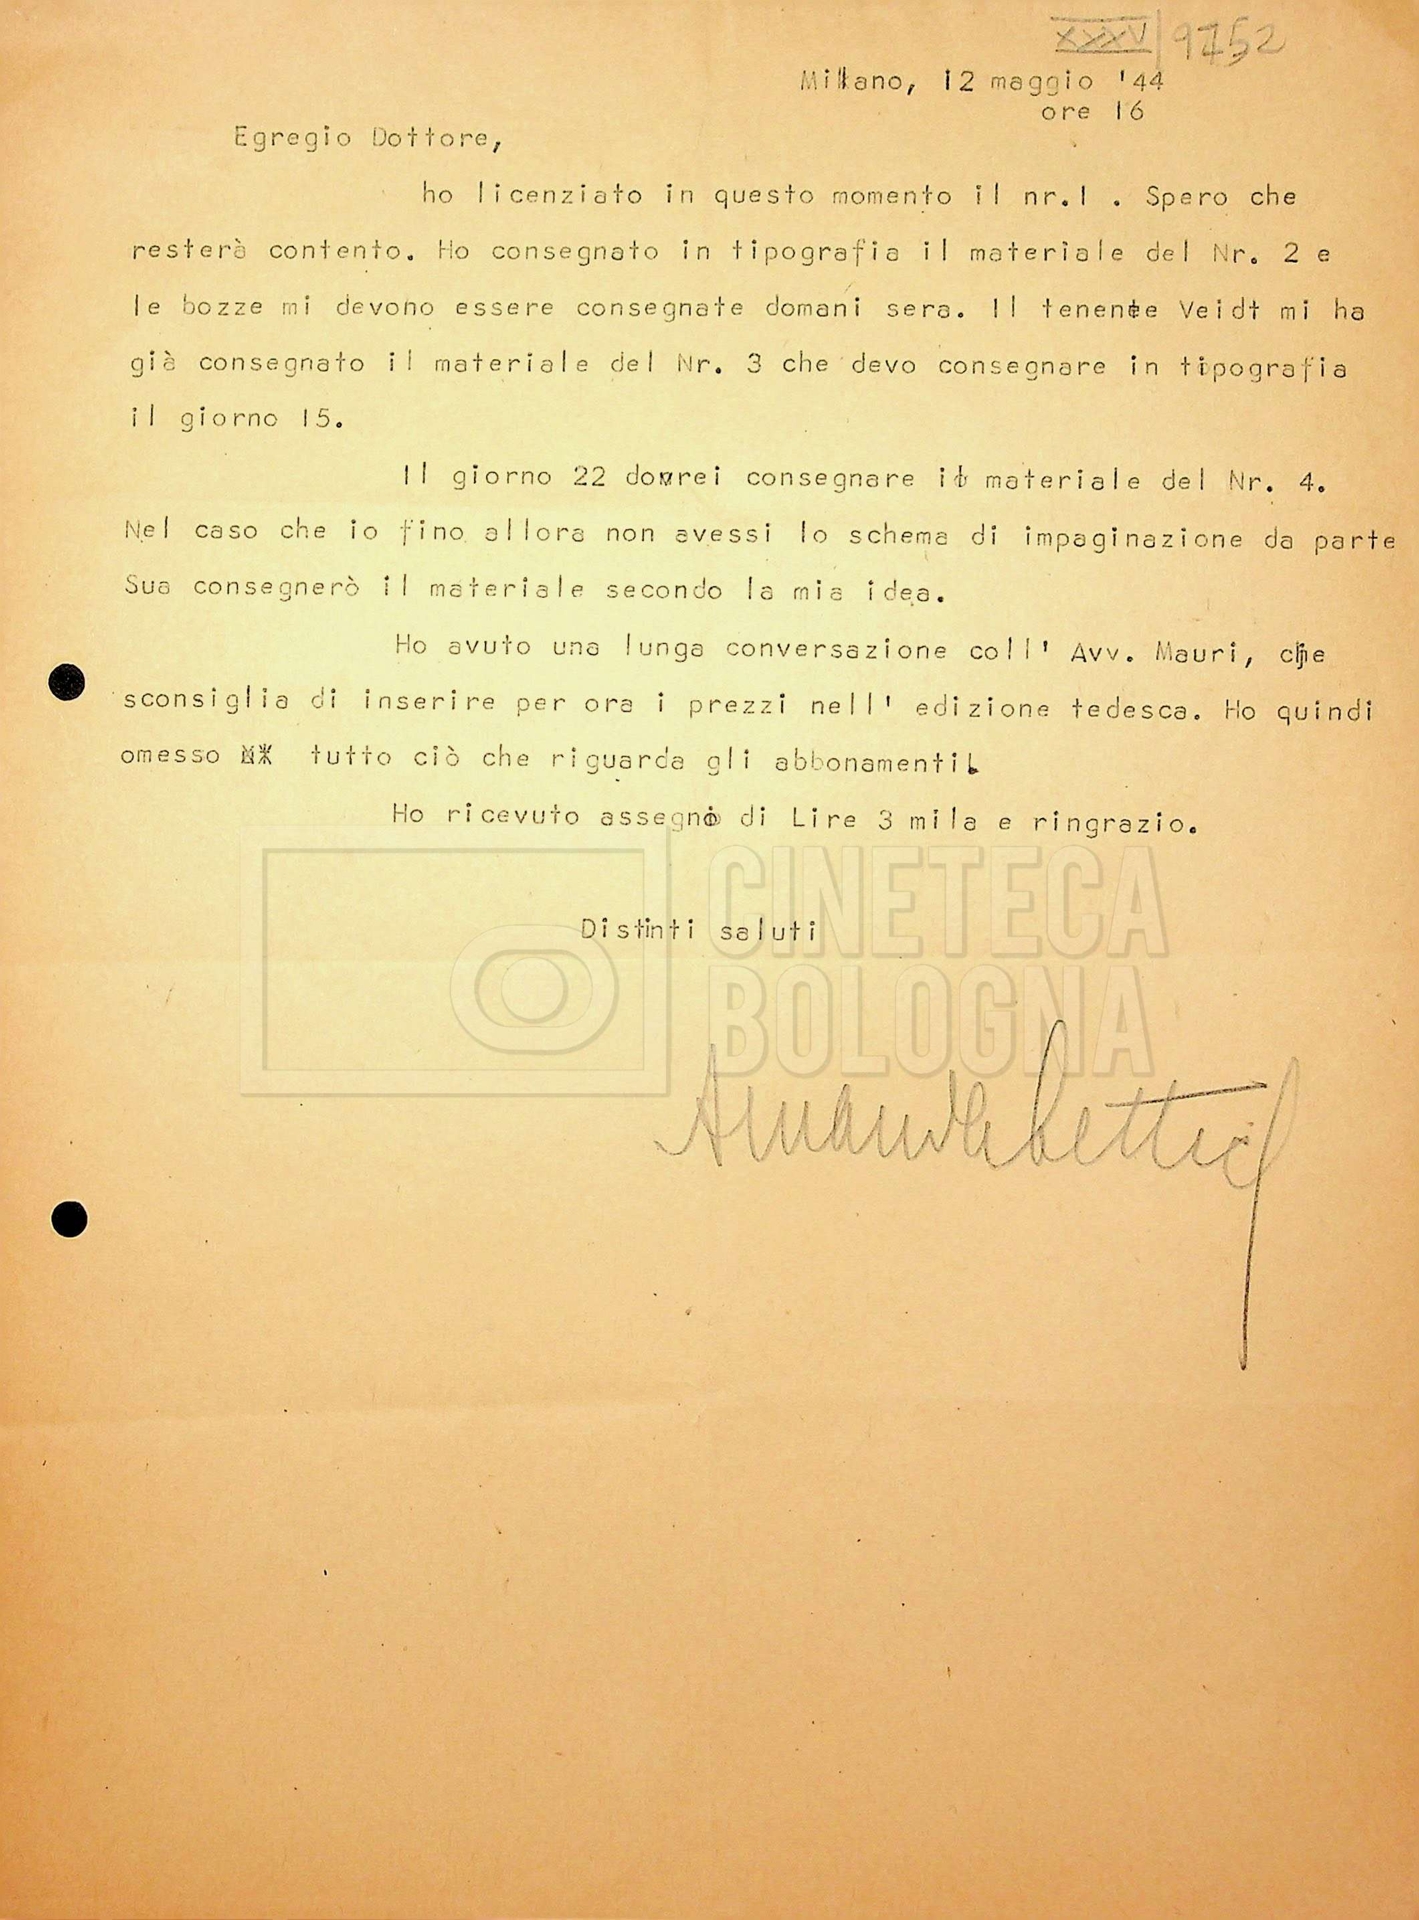 XXXV/9752
Milano, 12 maggio '44
ore 16
Egregio Dottore,
ho licenziato in questo momento il nr.1 . Spero che
resterà contento. Ho consegnato in tipografia il materiale del Nr. 2 e
le bozze mi devono essere consegnate domani sera. Il tenente Veidt mi ha
già consegnato il materiale del Nr. 3 che devo consegnare in tipografia
il giorno 15.
Il giorno 22 dovrei consegnare il materiale del Nr. 4.
Nel caso che io fino allora non avessi lo schema di impaginazione da parte
Sua consegnerò il materiale secondo la mia idea.
Ho avuto una lunga conversazione coll' Avv. Mauri, che
sconsiglia di inserire per ora i prezzi nell' edizione tedesca. Ho quindi
omesso tutto ciò che riguarda gli abbonamenti.
Ho ricevuto assegno di Lire 3 mila e ringrazio.
Distinti saluti
CINETECA
BOLOGNA